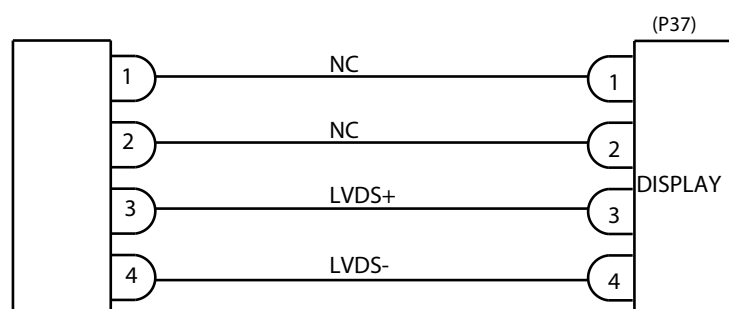 (P37)
1 NC 1
2 NC 2
DISPLAY
3 LVDS+ 3
4 LVDS- 4